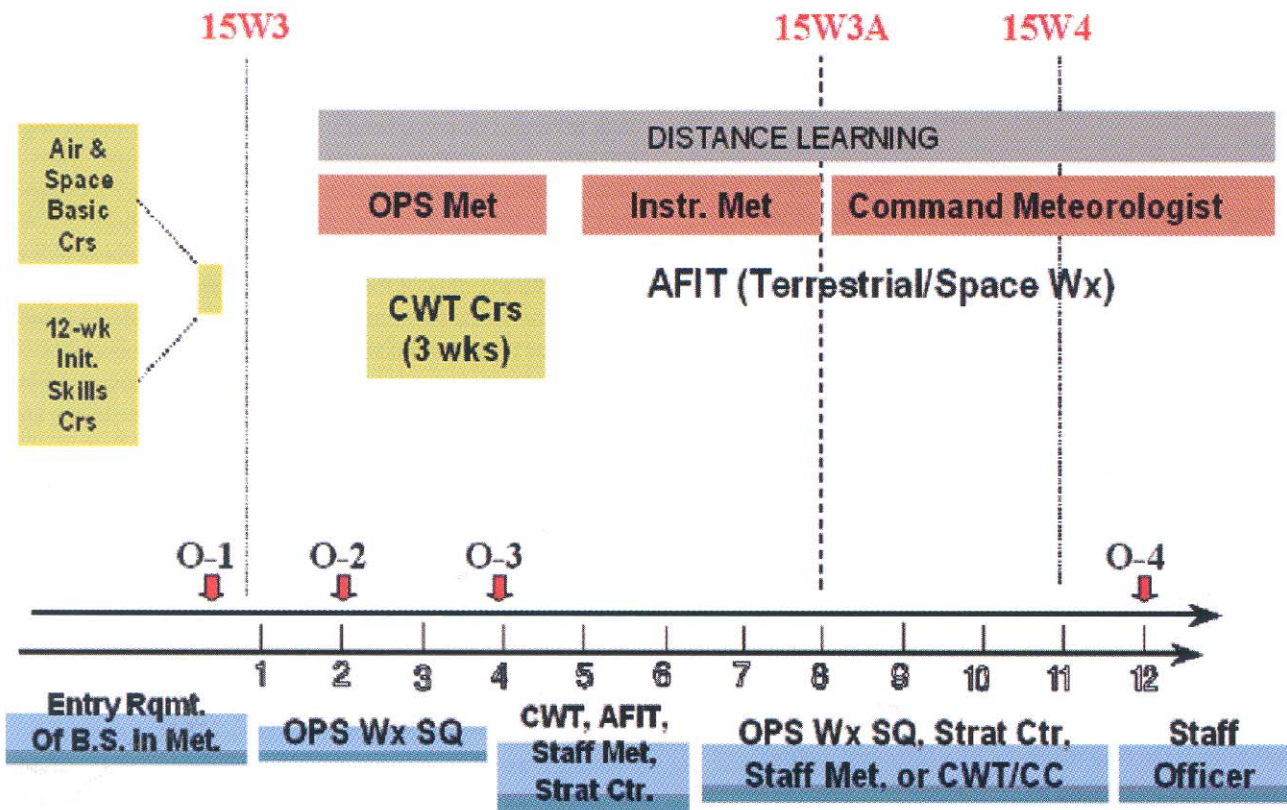 15W3
15W3A
15W4
DISTANCE LEARNING
Air &
Space
Basic
Crs
OPS Met
Instr. Met
Command Meteorologist
AFIT (Terrestrial/Space Wx)
CWT Crs
(3 wks)
12-wk
Init.
Skills
Crs
O-1
O-2
O-3
O-4
1 2 3 4 5 6 7 8 9 10 11 12
Entry Rqmt.
Of B.S. in Met.
OPS Wx SQ
CWT, AFIT,
Staff Met,
Strat Ctr.
OPS Wx SQ, Strat Ctr,
Staff Met, or CWT/CC
Staff
Officer